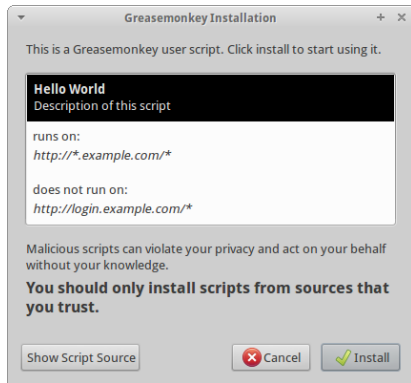 Greasemonkey Installation
This is a Greasemonkey user script. Click install to start using it.
Hello World
Description of this script
runs on:
http://*.example.com/*
does not run on:
http://login.example.com/*
Malicious scripts can violate your privacy and act on your behalf
without your knowledge.
You should only install scripts from sources that
you trust.
Show Script Source
Cancel
Install